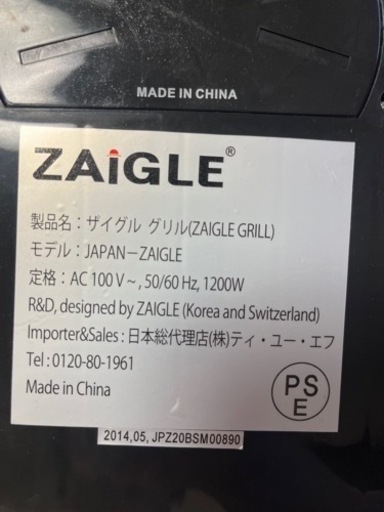 MADE IN CHINA
ZAiGLE®
製品名：ザイグル グリル(ZAIGLE GRILL)
モデル：JAPAN－ZAIGLE
定格：AC 100 V～, 50/60 Hz, 1200W
R&D, designed by ZAIGLE (Korea and Switzerland)
Importer&Sales : 日本総代理店(株)ティ・ユー・エフ
Tel : 0120-80-1961
Made in China
PS
E
2014,05, JPZ20BSM00890